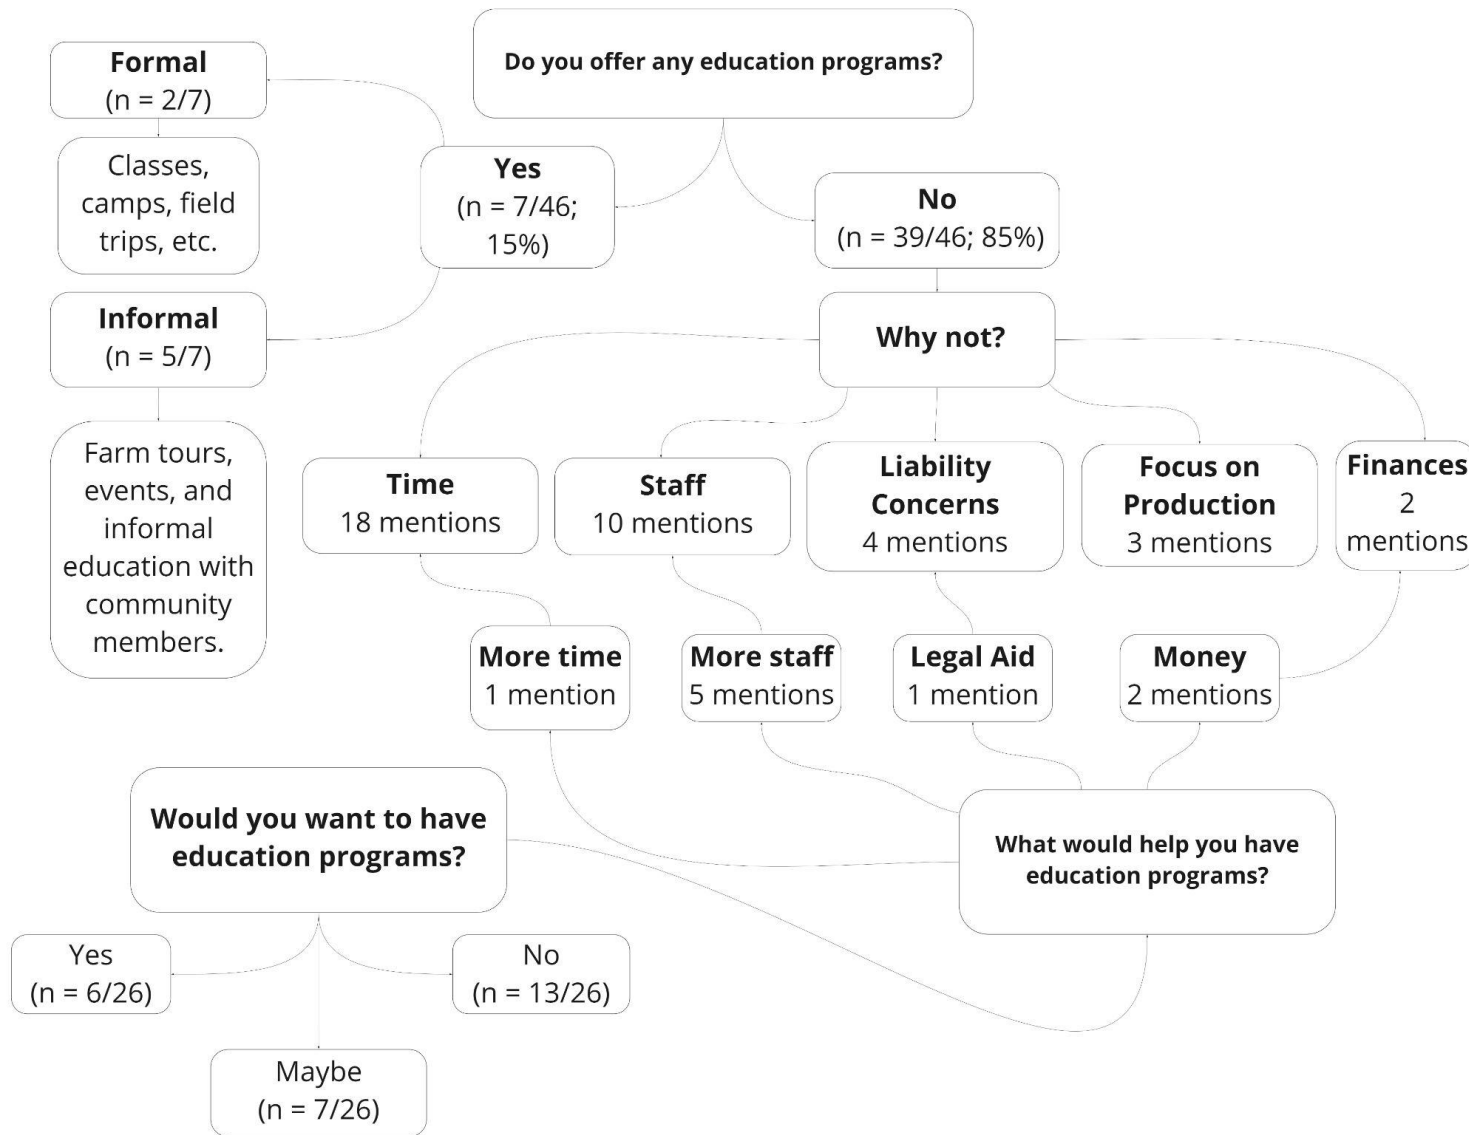 Do you offer any education programs?
Formal
(n = 2/7)
Classes,
camps, field
trips, etc.
Yes
(n = 7/46;
15%)
No
(n = 39/46; 85%)
Informal
(n = 5/7)
Farm tours,
events, and
informal
education with
community
members.
Why not?
Time
18 mentions
Staff
10 mentions
Liability
Concerns
4 mentions
Focus on
Production
3 mentions
Finances
2
mentions
More time
1 mention
More staff
5 mentions
Legal Aid
1 mention
Money
2 mentions
Would you want to have
education programs?
What would help you have
education programs?
Yes
(n = 6/26)
No
(n = 13/26)
Maybe
(n = 7/26)